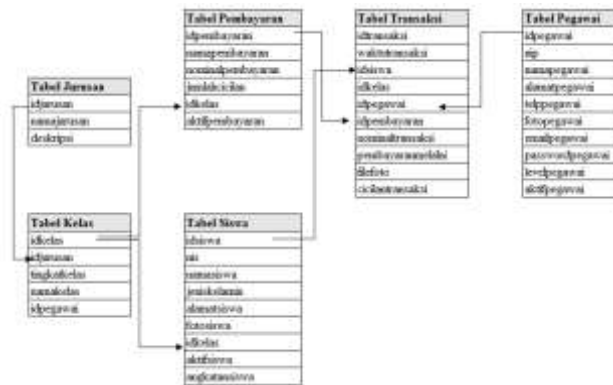 Tabel Pembayaran
idpembayaran
namapembayaran
nominalpembayaran
jumlahcicilan
idkelas
aktifpembayaran
Tabel Transaksi
idtransaksi
waktutransaksi
idsiswa
idkelas
idpegawai
idpembayaran
nominaltransaksi
pembayaranmelalui
filefoto
cicilantransaksi
Tabel Pegawai
idpegawai
nip
namapegawai
alamatpegawai
telppegawai
fotopegawai
emailpegawai
passwordpegawai
levelpegawai
aktifpegawai
Tabel Jurusan
idjurusan
namajurusan
deskripsi
Tabel Kelas
idkelas
idjurusan
tingkatkelas
namakelas
idpegawai
Tabel Siswa
idsiswa
nis
namasiswa
jeniskelamin
alamatsiswa
fotosiswa
idkelas
aktifsiswa
angkatansiswa